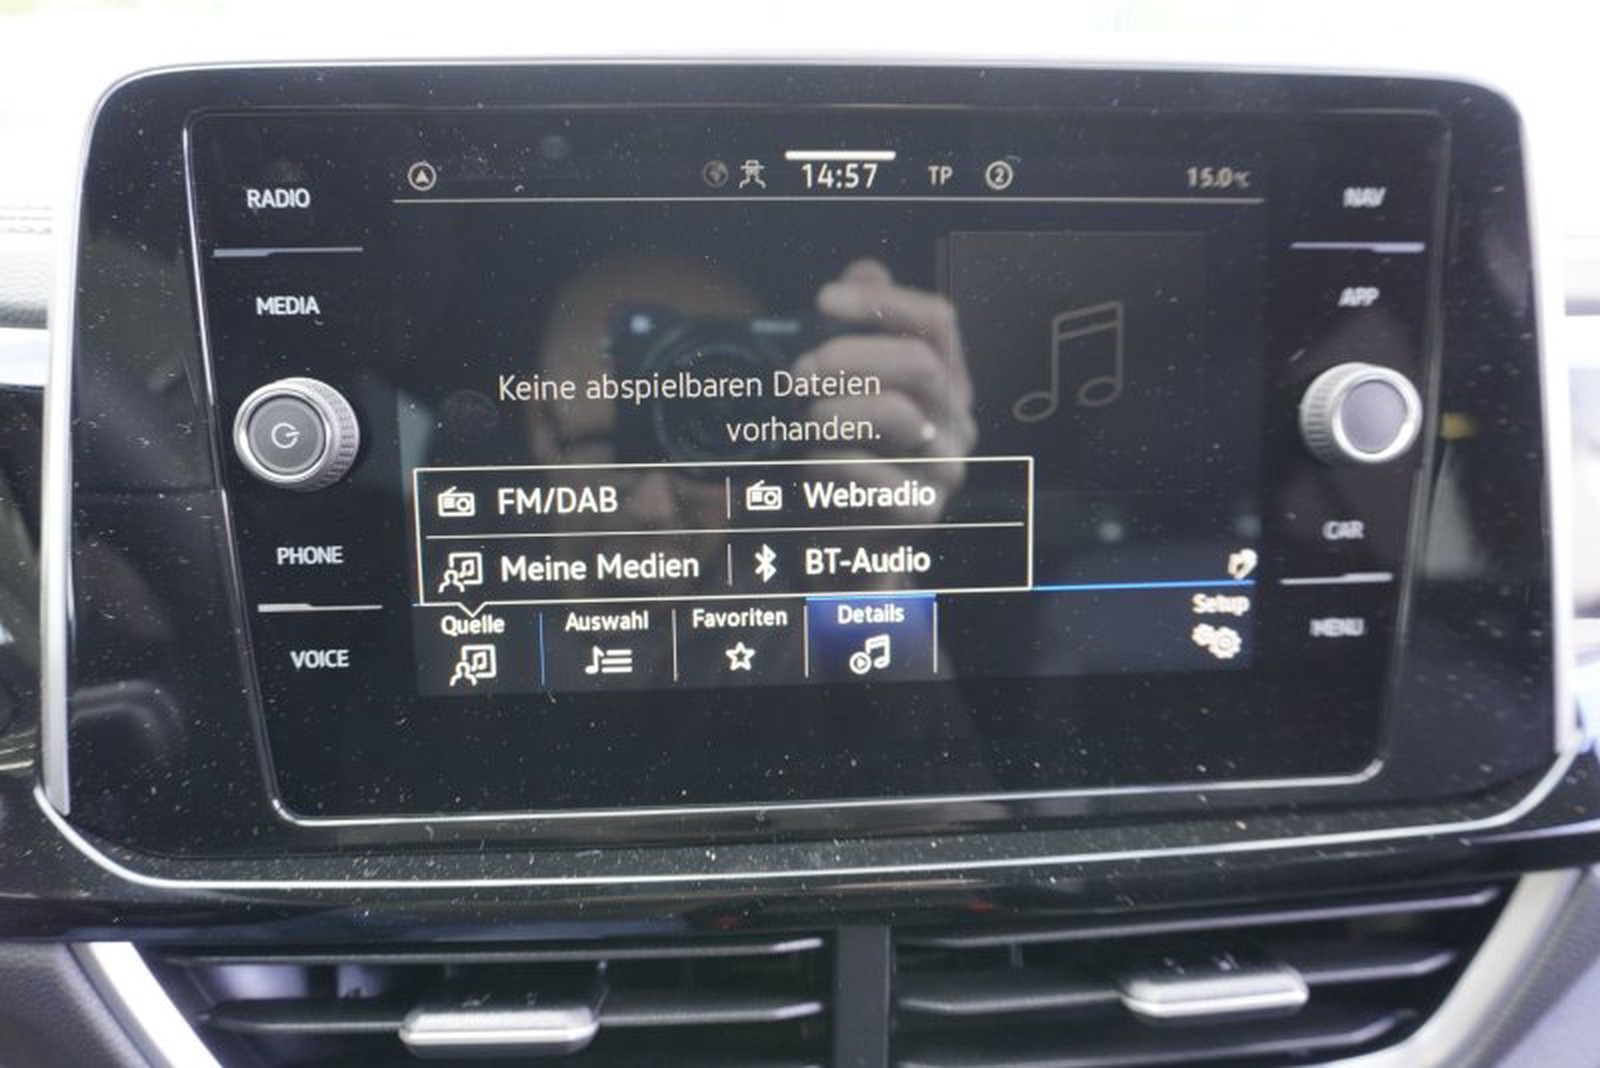 14:57 TP 2 15.0°C
RADIO
MEDIA
PHONE
VOICE
Keine abspielbaren Dateien
vorhanden.
FM/DAB Webradio
Meine Medien BT-Audio
Quelle Auswahl Favoriten Details
Setup
NAV
APP
CAR
MENU